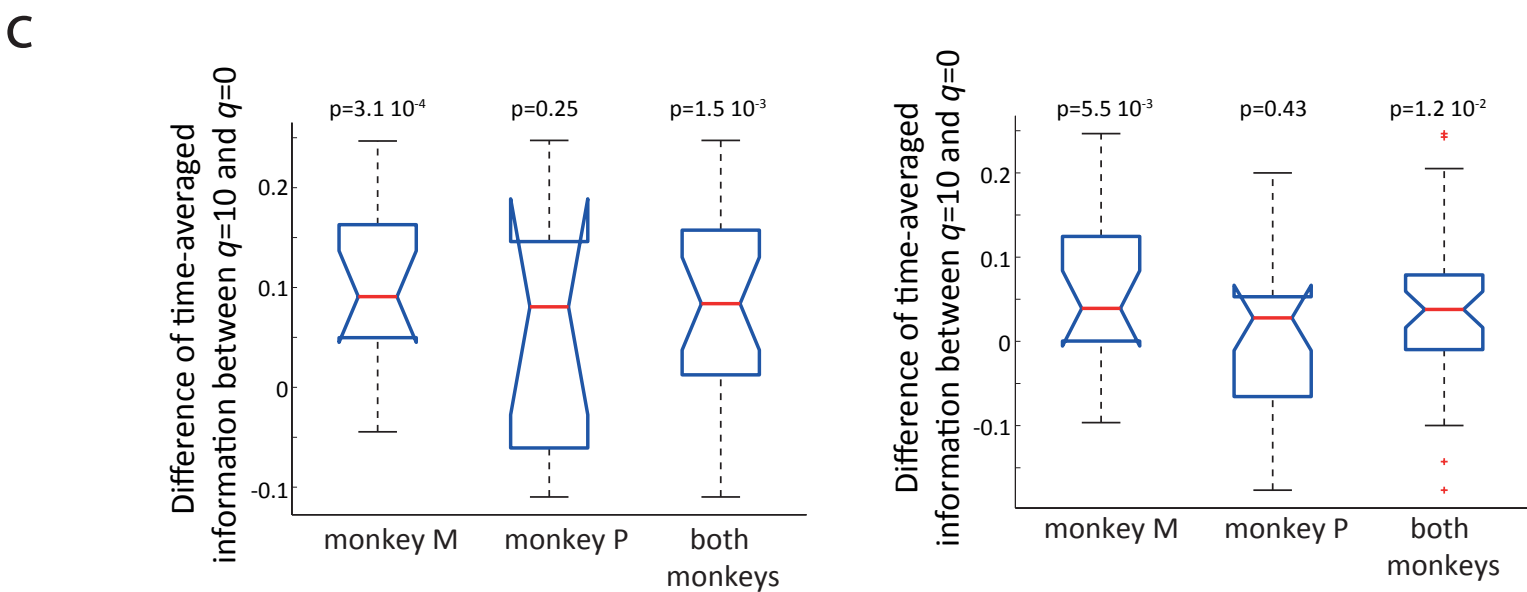 C
Difference of time-averaged
information between q=10 and q=0
p=3.1 10-4
p=0.25
p=1.5 10-3
0.2
0.1
0
-0.1
monkey M
monkey P
both
monkeys
Difference of time-averaged
information between q=10 and q=0
p=5.5 10-3
p=0.43
p=1.2 10-2
0.2
0.1
0
-0.1
monkey M
monkey P
both
monkeys